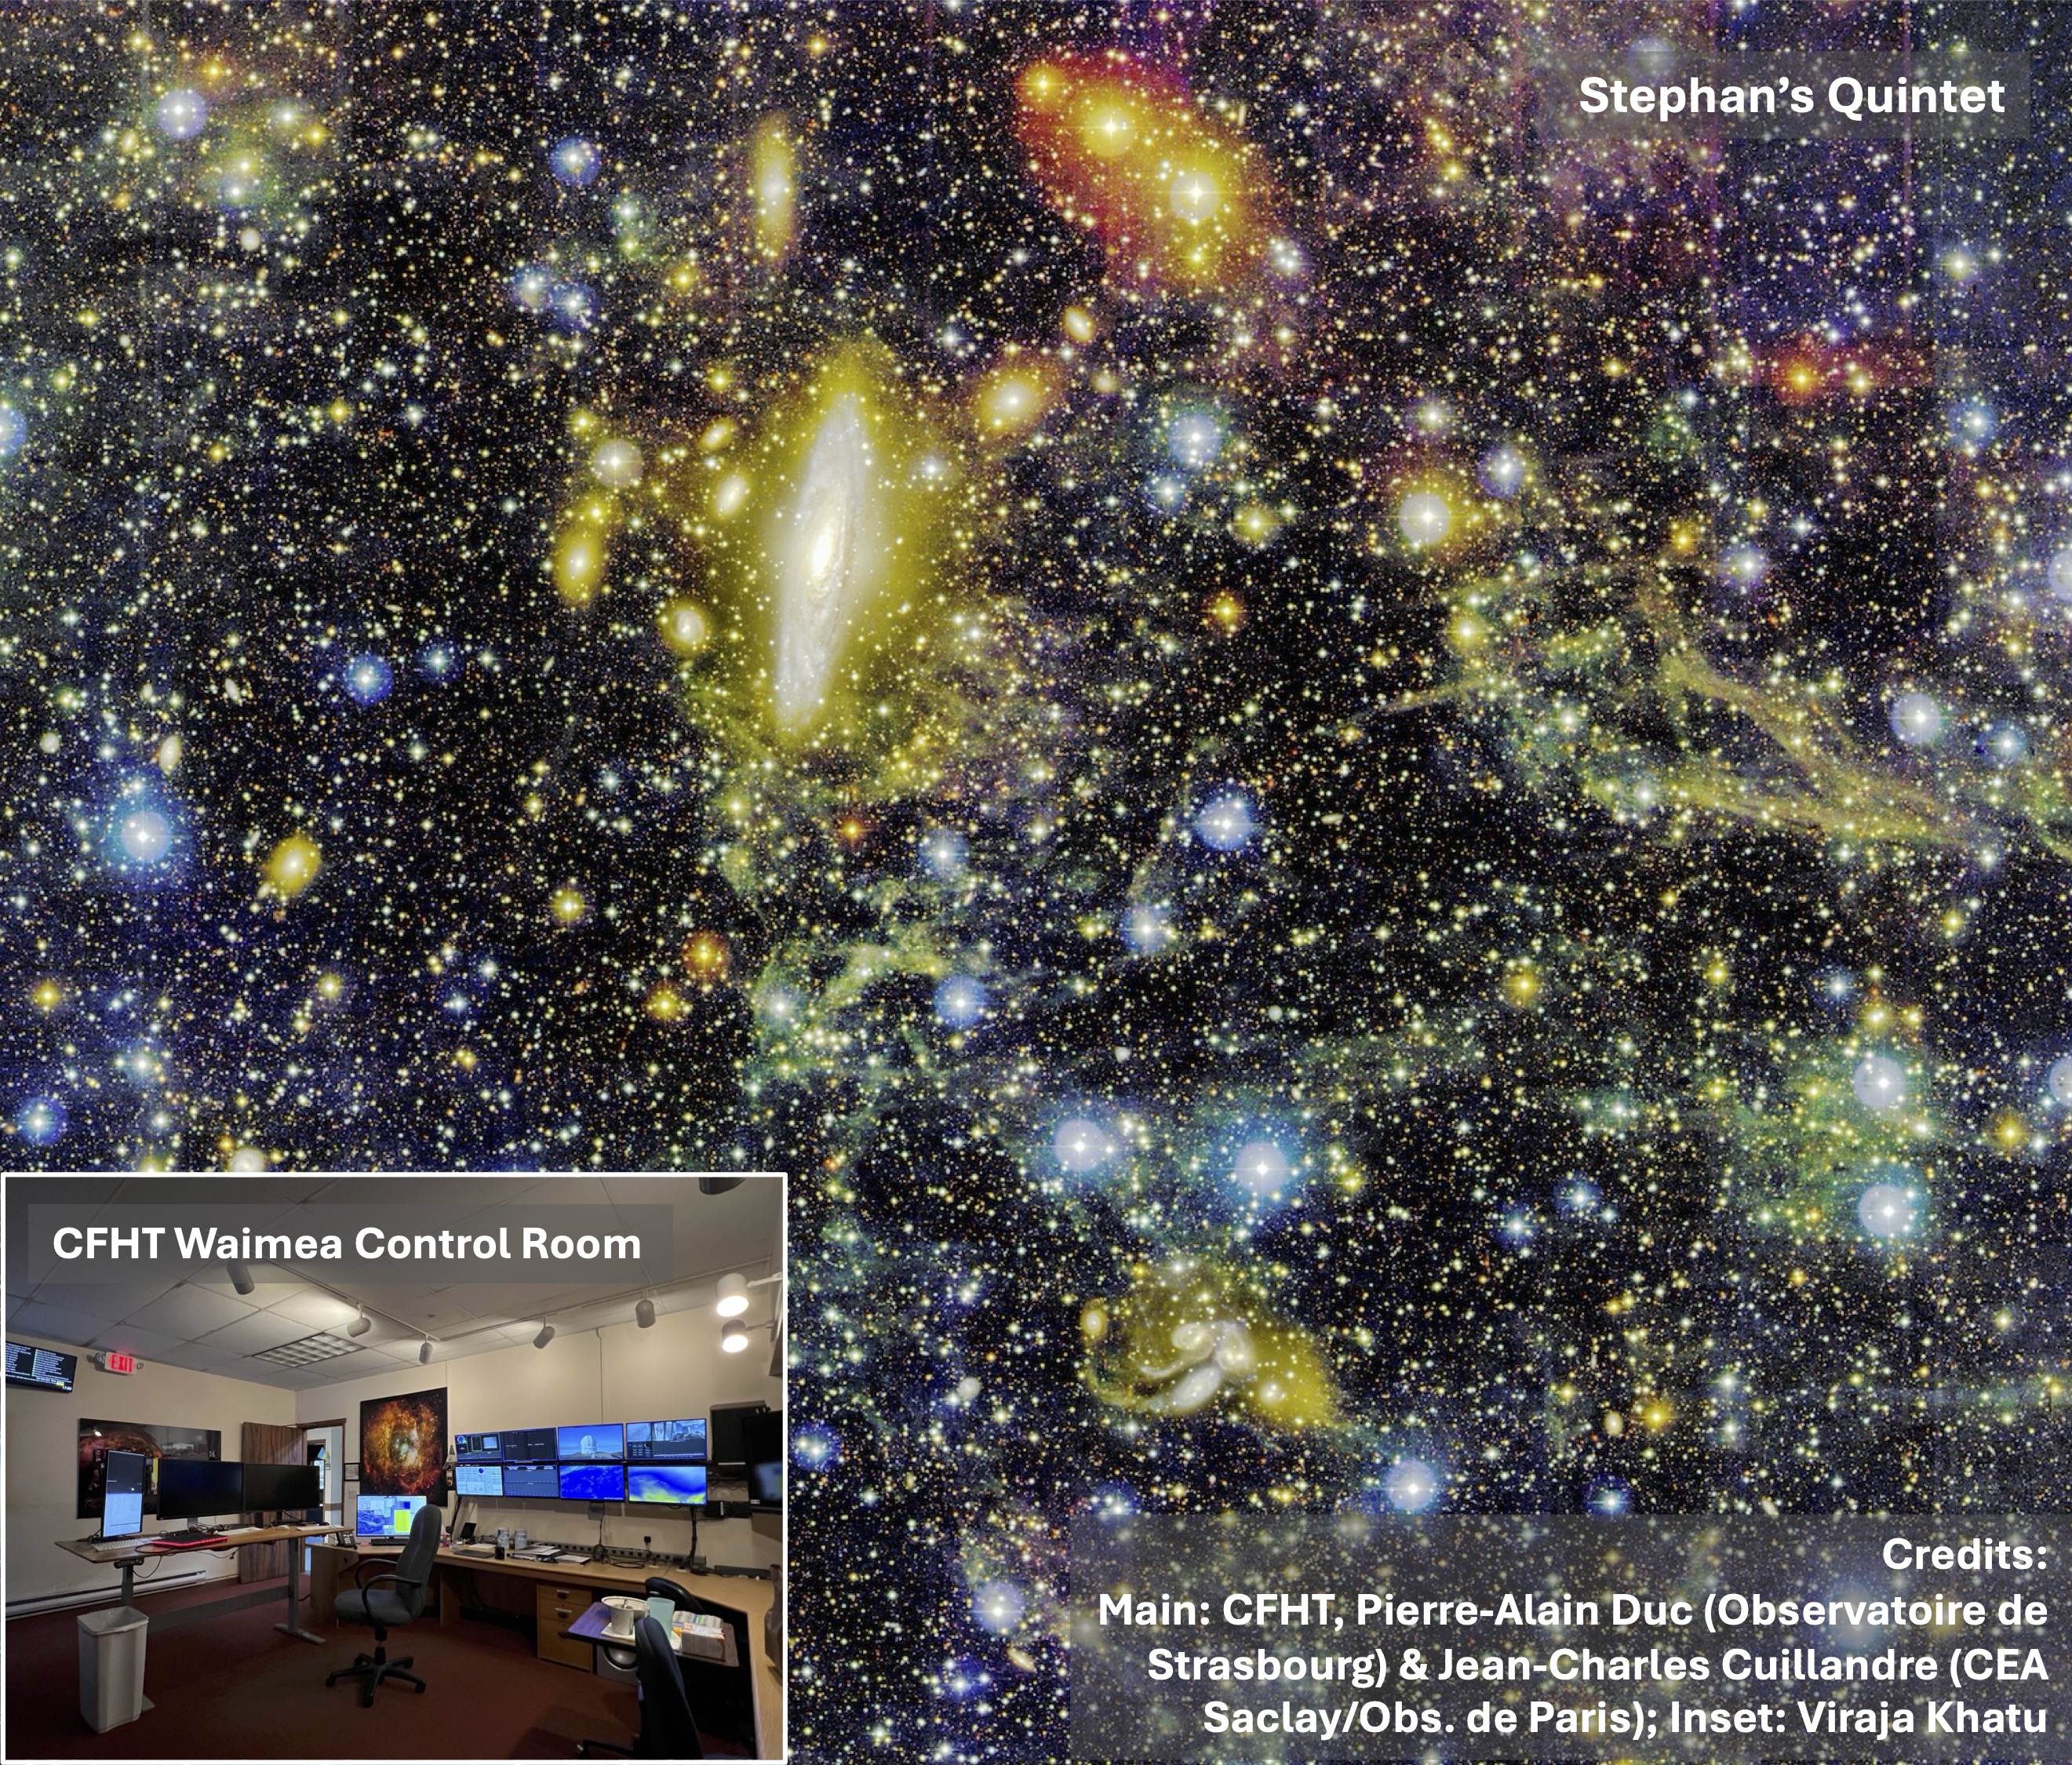 Stephan’s Quintet
CFHT Waimea Control Room
EXIT
Credits:
Main: CFHT, Pierre-Alain Duc (Observatoire de
Strasbourg) & Jean-Charles Cuillandre (CEA
Saclay/Obs. de Paris); Inset: Viraja Khatu